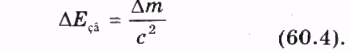 ΔE_çâ = Δm / c² (60.4).